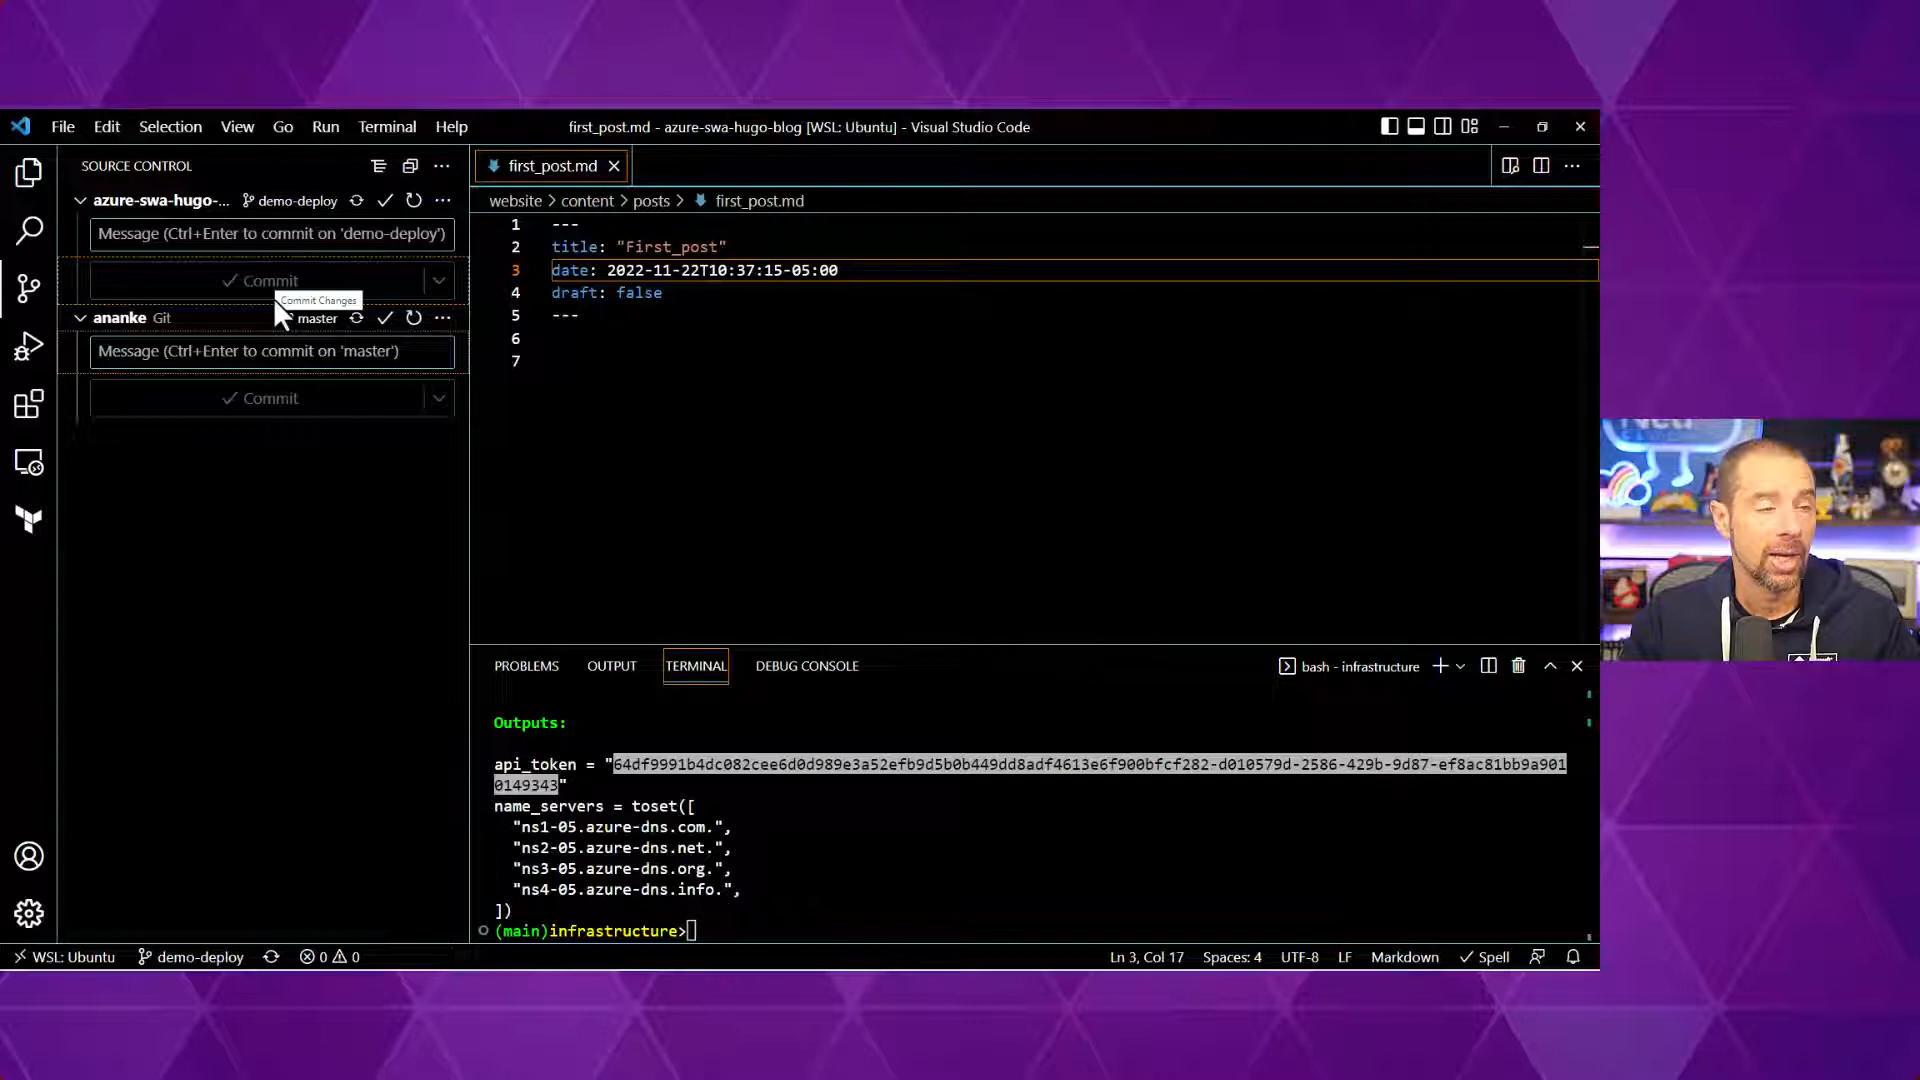 File Edit Selection View Go Run Terminal Help
first_post.md - azure-swa-hugo-blog [WSL: Ubuntu] - Visual Studio Code
SOURCE CONTROL
azure-swa-hugo-... demo-deploy
Message (Ctrl+Enter to commit on 'demo-deploy')
Commit
Commit Changes
ananke Git master
Message (Ctrl+Enter to commit on 'master')
Commit
first_post.md
website > content > posts > first_post.md
1 ---
2 title: "First_post"
3 date: 2022-11-22T10:37:15-05:00
4 draft: false
5 ---
6
7
PROBLEMS OUTPUT TERMINAL DEBUG CONSOLE
bash - infrastructure
Outputs:
api_token = "64df9991b4dc082cee6d0d989e3a52efb9d5b0b449dd8adf4613e6f900bfcf282-d010579d-2586-429b-9d87-ef8ac81bb9a901
0149343"
name_servers = toset([
"ns1-05.azure-dns.com.",
"ns2-05.azure-dns.net.",
"ns3-05.azure-dns.org.",
"ns4-05.azure-dns.info.",
])
(main)infrastructure>
WSL: Ubuntu demo-deploy 0 0 Ln 3, Col 17 Spaces: 4 UTF-8 LF Markdown Spell